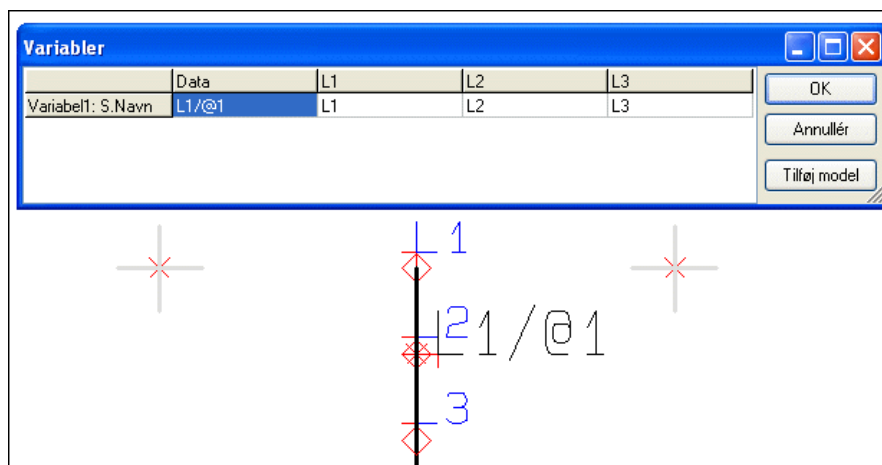 Variabler
Data L1 L2 L3
Variabel1: S.Navn L1/@1 L1 L2 L3
OK
Annullér
Tilføj model
1
2
L1/@1
3